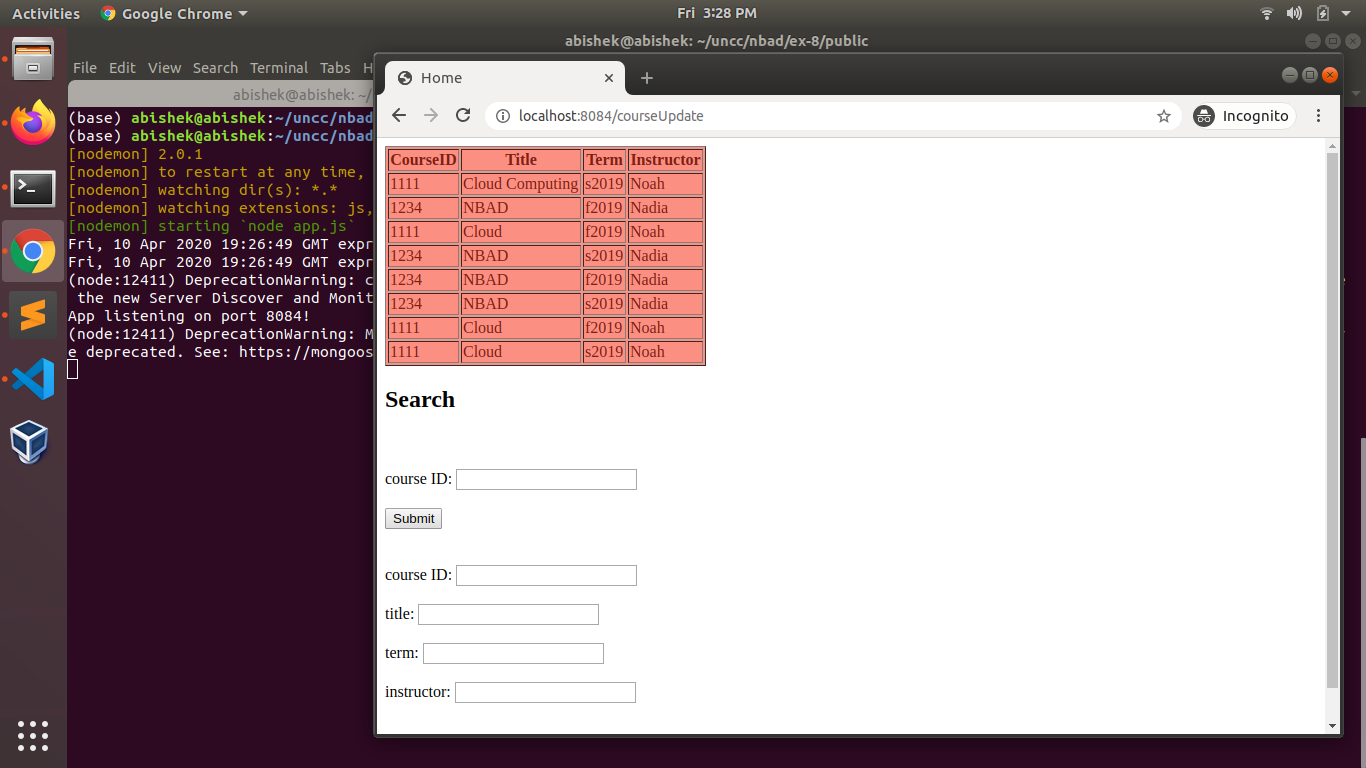 Activities Google Chrome Fri 3:28 PM
abishek@abishek: ~/uncc/nbad/ex-8/public
File Edit View Search Terminal Tabs H
abishek@abishek: ~/
(base) abishek@abishek:~/uncc/nbad
(base) abishek@abishek:~/uncc/nbad
[nodemon] 2.0.1
[nodemon] to restart at any time,
[nodemon] watching dir(s): *.*
[nodemon] watching extensions: js,
[nodemon] starting `node app.js`
Fri, 10 Apr 2020 19:26:49 GMT expr
Fri, 10 Apr 2020 19:26:49 GMT expr
(node:12411) DeprecationWarning: c
the new Server Discover and Monit
App listening on port 8084!
(node:12411) DeprecationWarning: M
e deprecated. See: https://mongoos
Home
localhost:8084/courseUpdate
Incognito
CourseID Title Term Instructor
1111 Cloud Computing s2019 Noah
1234 NBAD f2019 Nadia
1111 Cloud f2019 Noah
1234 NBAD s2019 Nadia
1234 NBAD f2019 Nadia
1234 NBAD s2019 Nadia
1111 Cloud f2019 Noah
1111 Cloud s2019 Noah
Search
course ID:
Submit
course ID:
title:
term:
instructor: